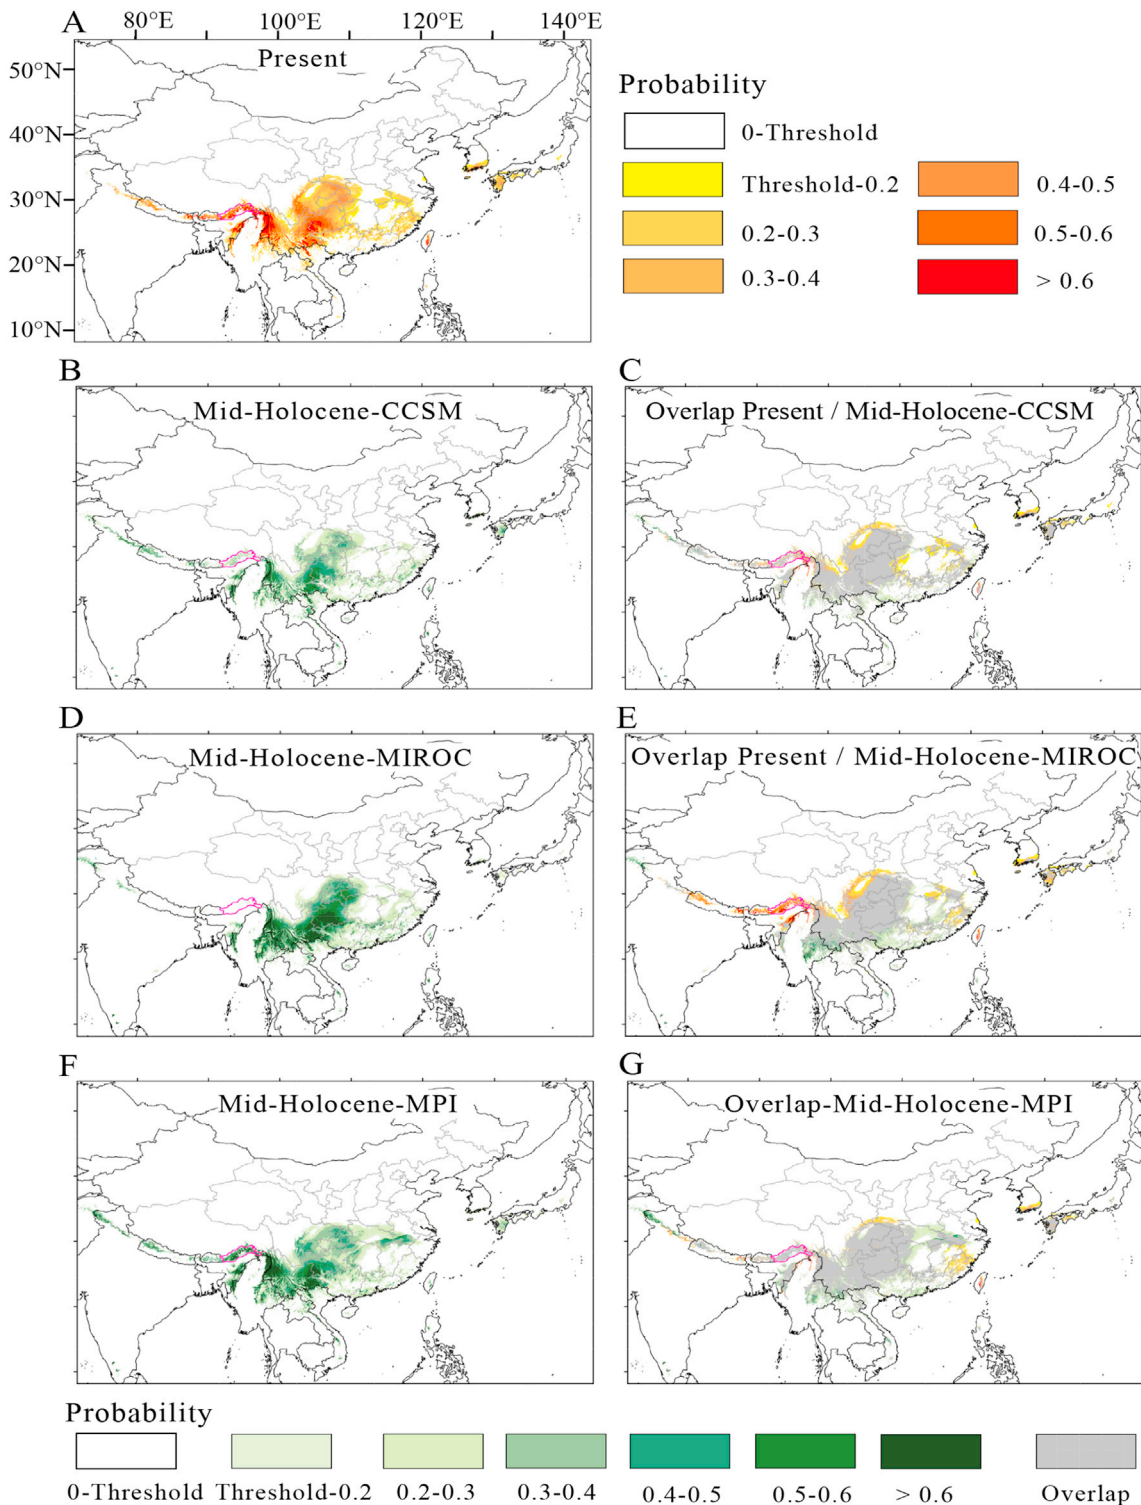 A
80°E 100°E 120°E 140°E
Present
50°N
40°N
30°N
20°N
10°N
Probability
0-Threshold
Threshold-0.2
0.4-0.5
0.2-0.3
0.5-0.6
0.3-0.4
> 0.6
B
Mid-Holocene-CCSM
C
Overlap Present / Mid-Holocene-CCSM
D
Mid-Holocene-MIROC
E
Overlap Present / Mid-Holocene-MIROC
F
Mid-Holocene-MPI
G
Overlap-Mid-Holocene-MPI
Probability
0-Threshold Threshold-0.2 0.2-0.3 0.3-0.4 0.4-0.5 0.5-0.6 > 0.6 Overlap